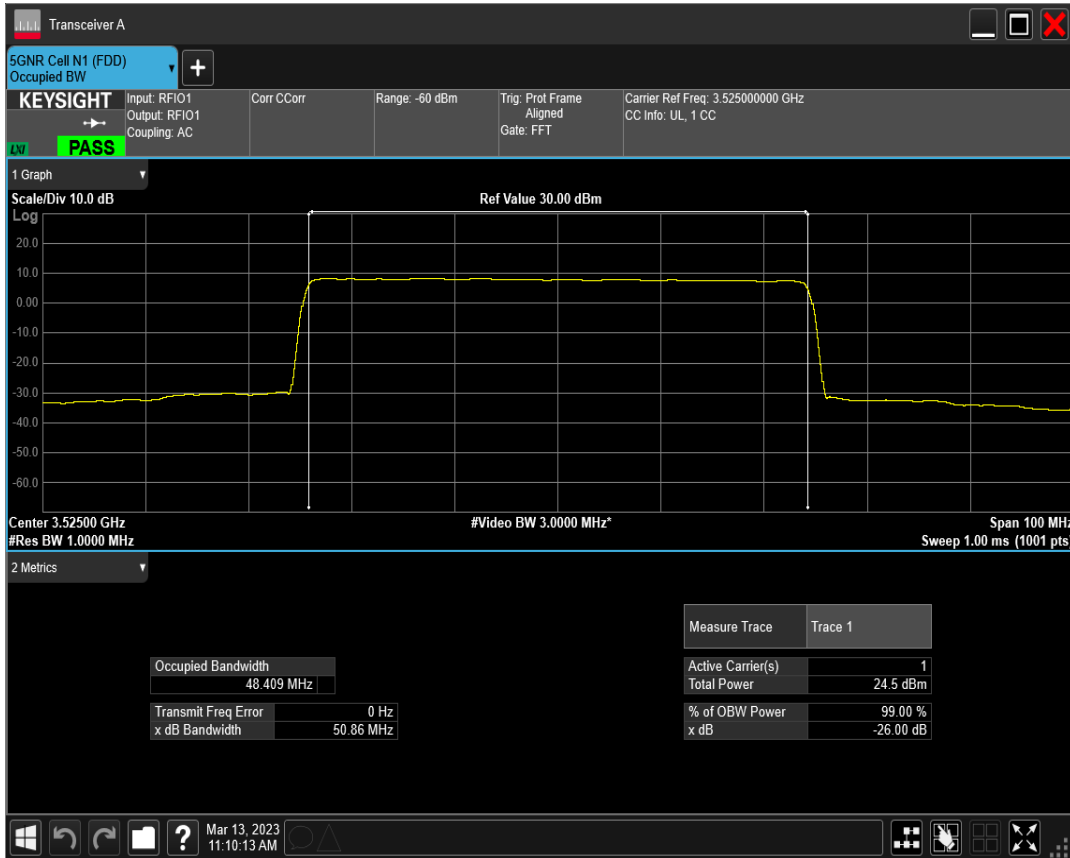 Transceiver A
5GNR Cell N1 (FDD)
Occupied BW
+
KEYSIGHT
LXI
PASS
Input: RFIO1
Output: RFIO1
Coupling: AC
Corr CCorr
Range: -60 dBm
Trig: Prot Frame
Aligned
Gate: FFT
Carrier Ref Freq: 3.525000000 GHz
CC Info: UL, 1 CC
1 Graph
Scale/Div 10.0 dB
Ref Value 30.00 dBm
Log
20.0
10.0
0.00
-10.0
-20.0
-30.0
-40.0
-50.0
-60.0
Center 3.52500 GHz
#Video BW 3.0000 MHz*
Span 100 MHz
#Res BW 1.0000 MHz
Sweep 1.00 ms (1001 pts)
2 Metrics
Measure Trace Trace 1
Occupied Bandwidth
48.409 MHz
Active Carrier(s) 1
Total Power 24.5 dBm
Transmit Freq Error 0 Hz
x dB Bandwidth 50.86 MHz
% of OBW Power 99.00 %
x dB -26.00 dB
?
Mar 13, 2023
11:10:13 AM